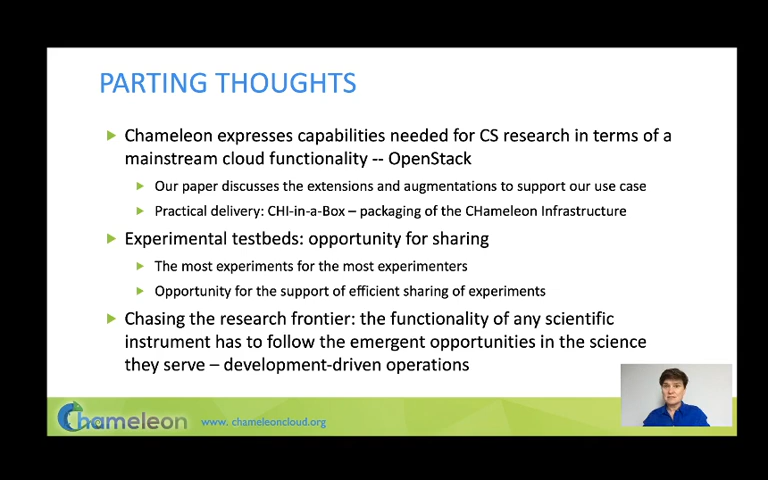 PARTING THOUGHTS
Chameleon expresses capabilities needed for CS research in terms of a
mainstream cloud functionality -- OpenStack
Our paper discusses the extensions and augmentations to support our use case
Practical delivery: CHI-in-a-Box – packaging of the CHameleon Infrastructure
Experimental testbeds: opportunity for sharing
The most experiments for the most experimenters
Opportunity for the support of efficient sharing of experiments
Chasing the research frontier: the functionality of any scientific
instrument has to follow the emergent opportunities in the science
they serve – development-driven operations
Chameleon www. chameleoncloud.org